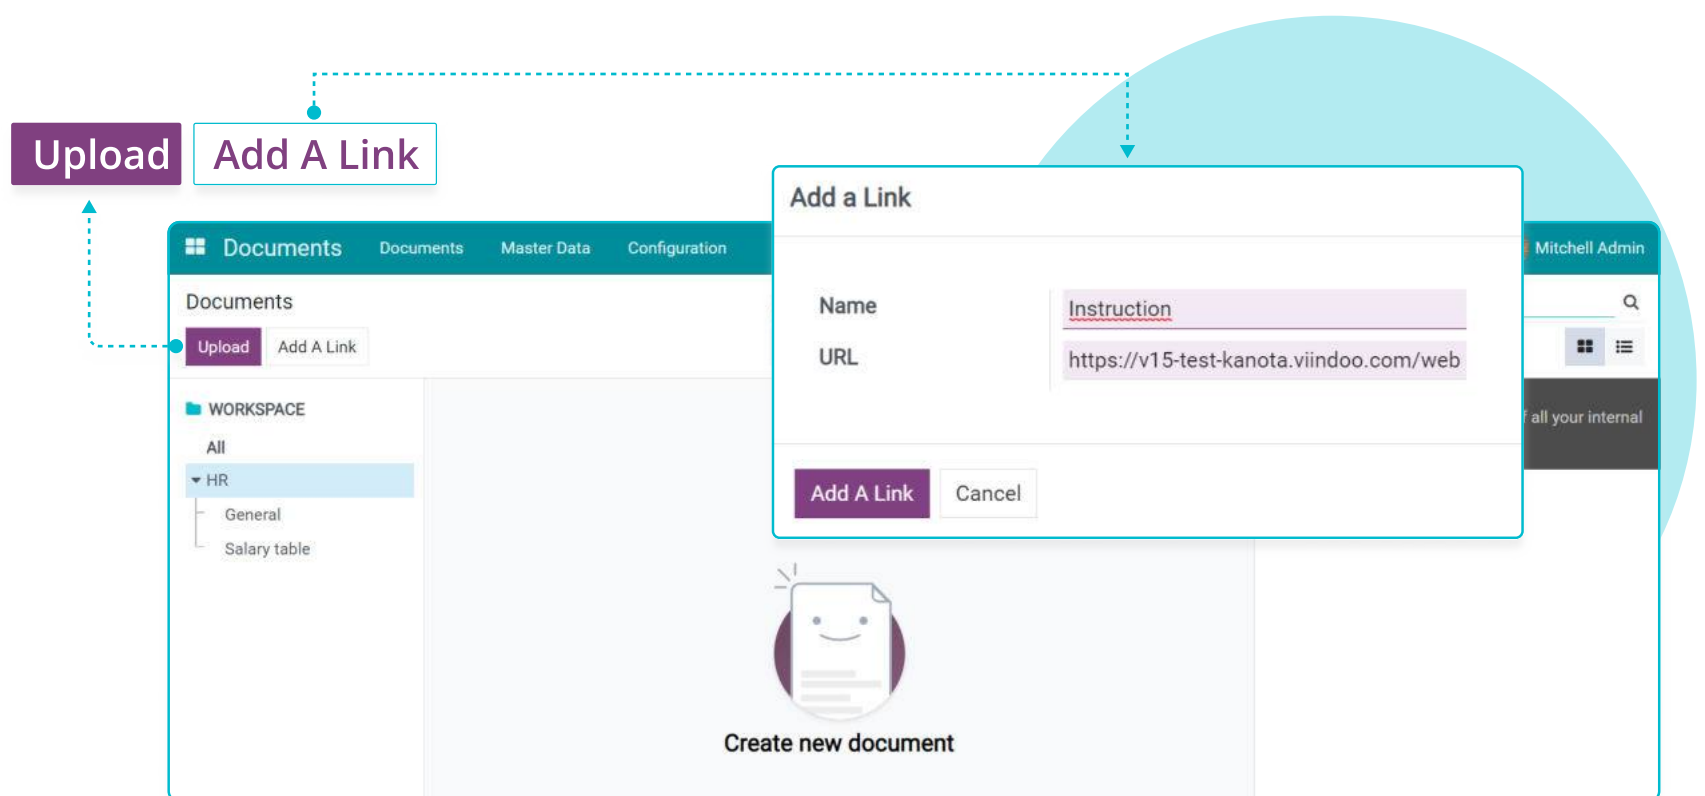 Upload
Add A Link
Add a Link
Documents
Documents
Master Data
Configuration
Mitchell Admin
Documents
Upload
Add A Link
Name
Instruction
URL
https://v15-test-kanota.viindoo.com/web
WORKSPACE
All
HR
General
Salary table
all your internal
Add A Link
Cancel
Create new document